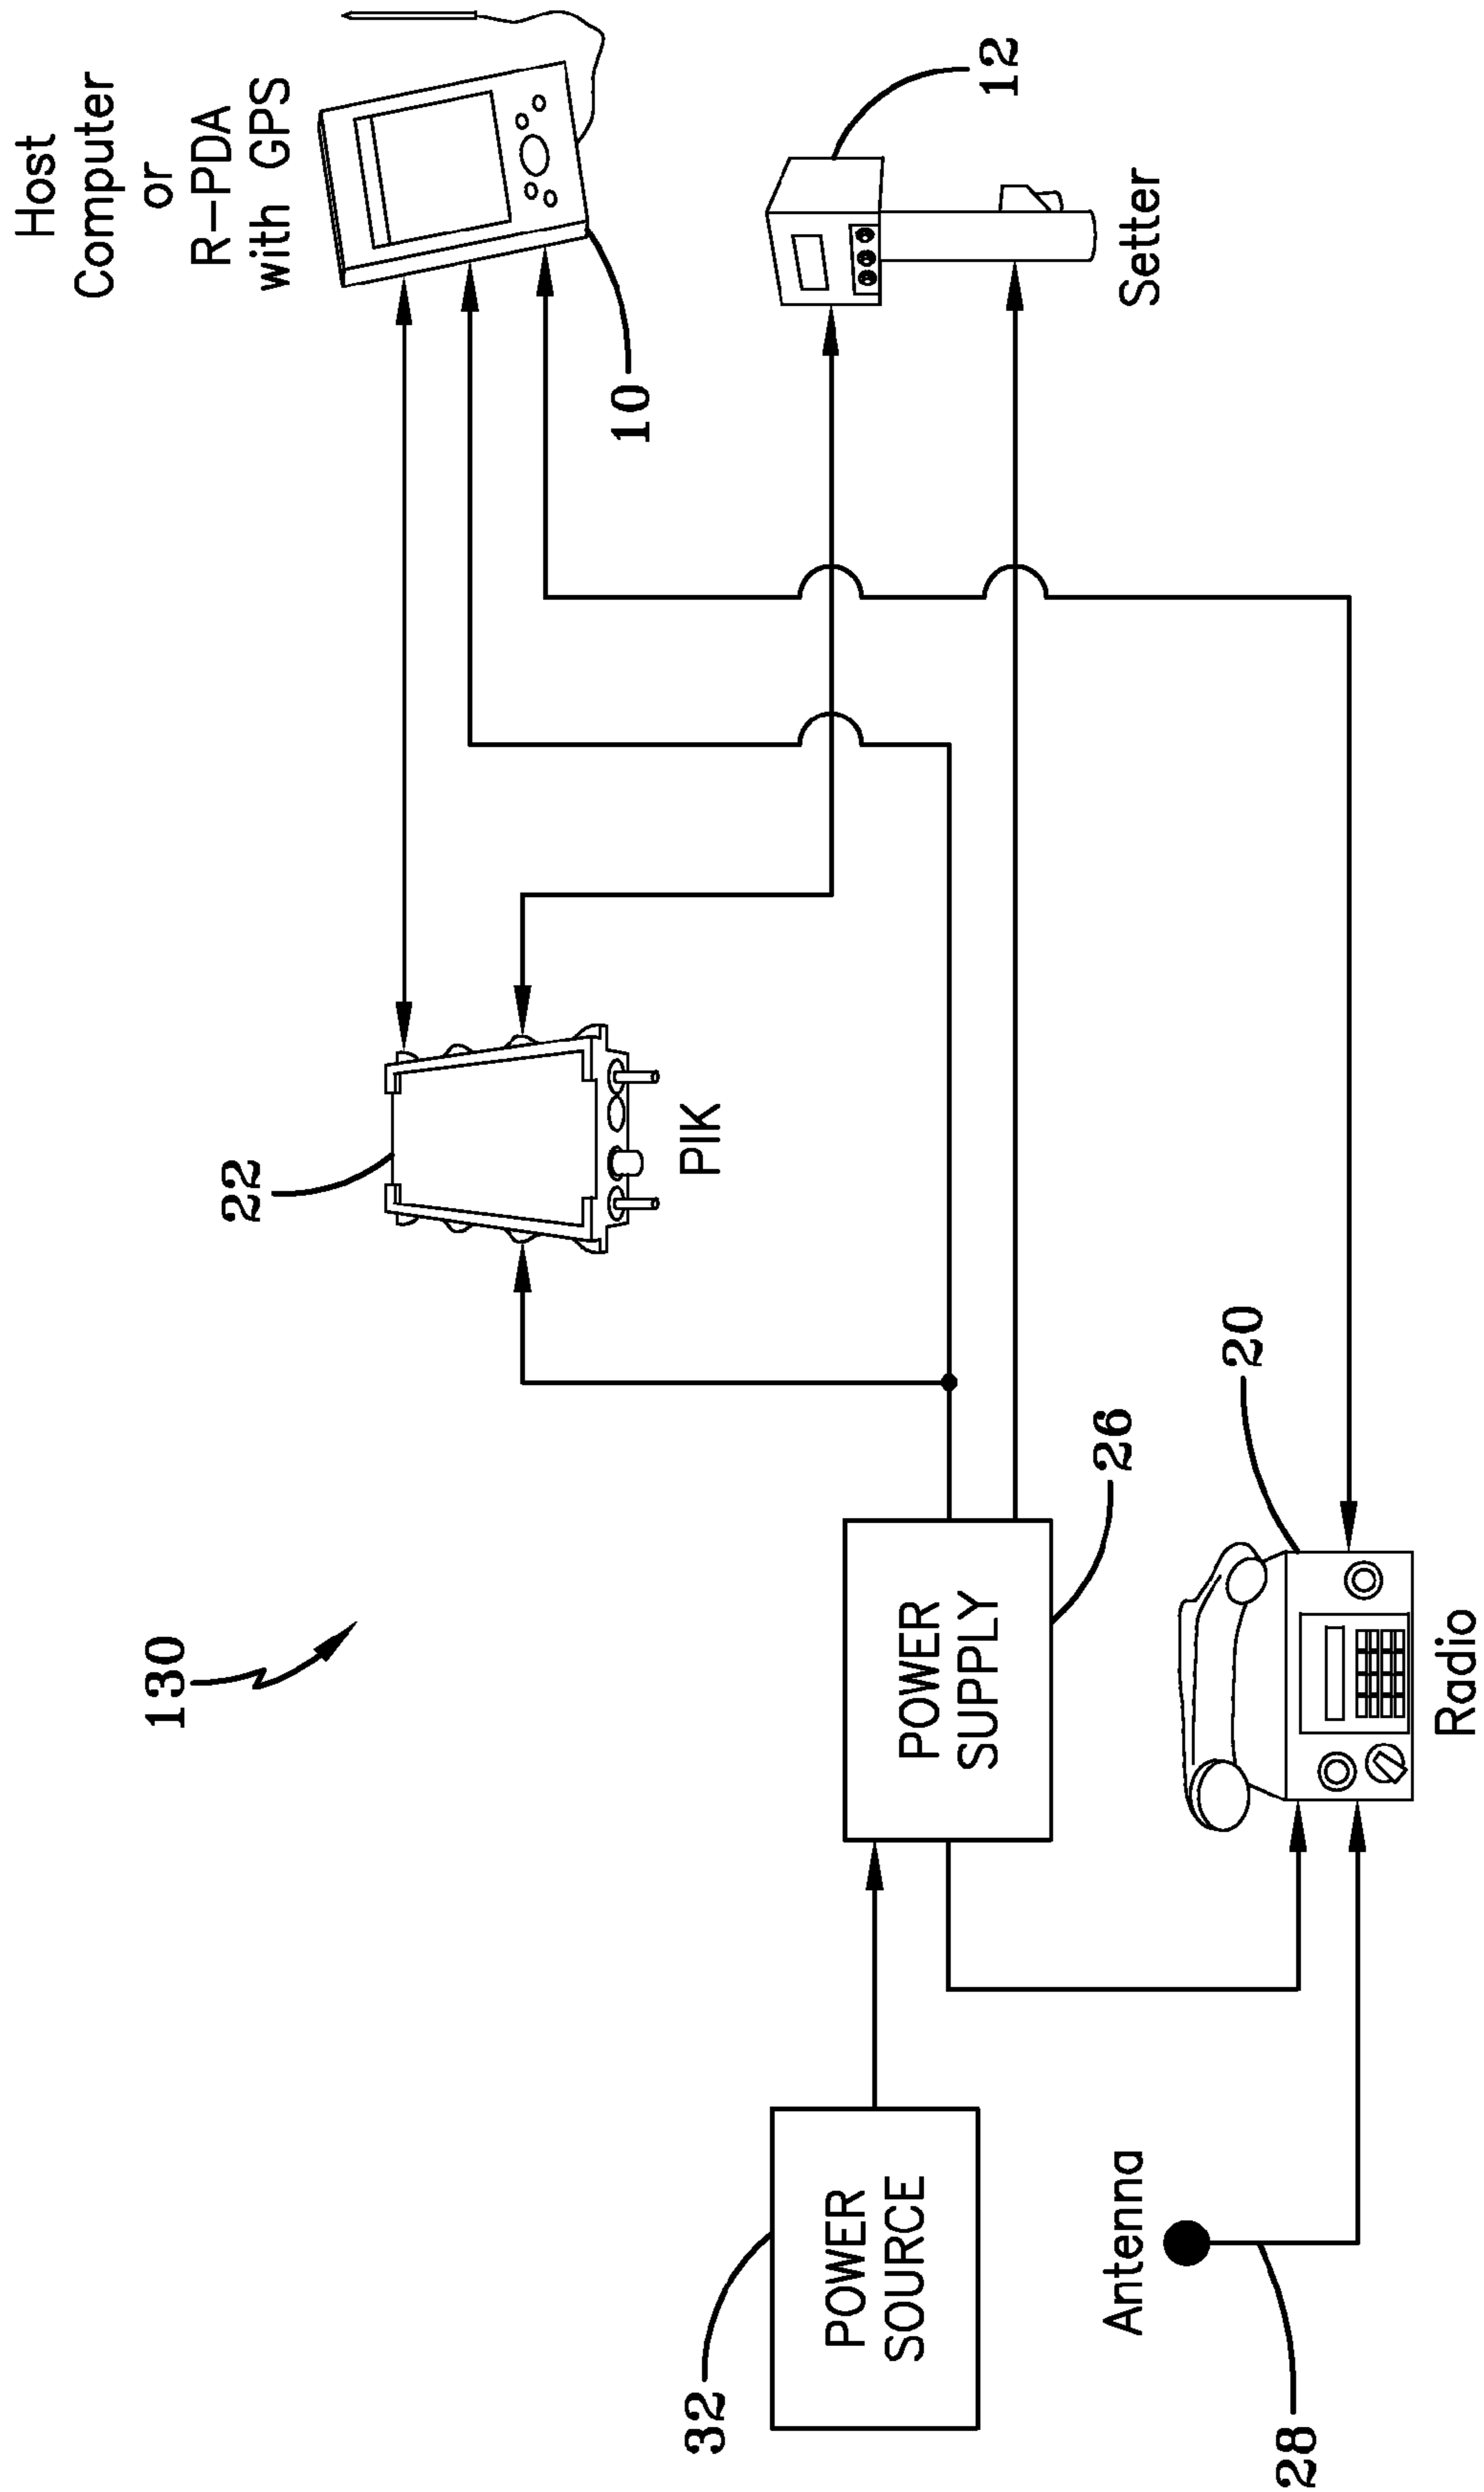 Host
Computer
or
R-PDA
with GPS
10
12
Setter
22
PIK
130
POWER
SUPPLY
26
20
Radio
POWER
SOURCE
32
Antenna
28